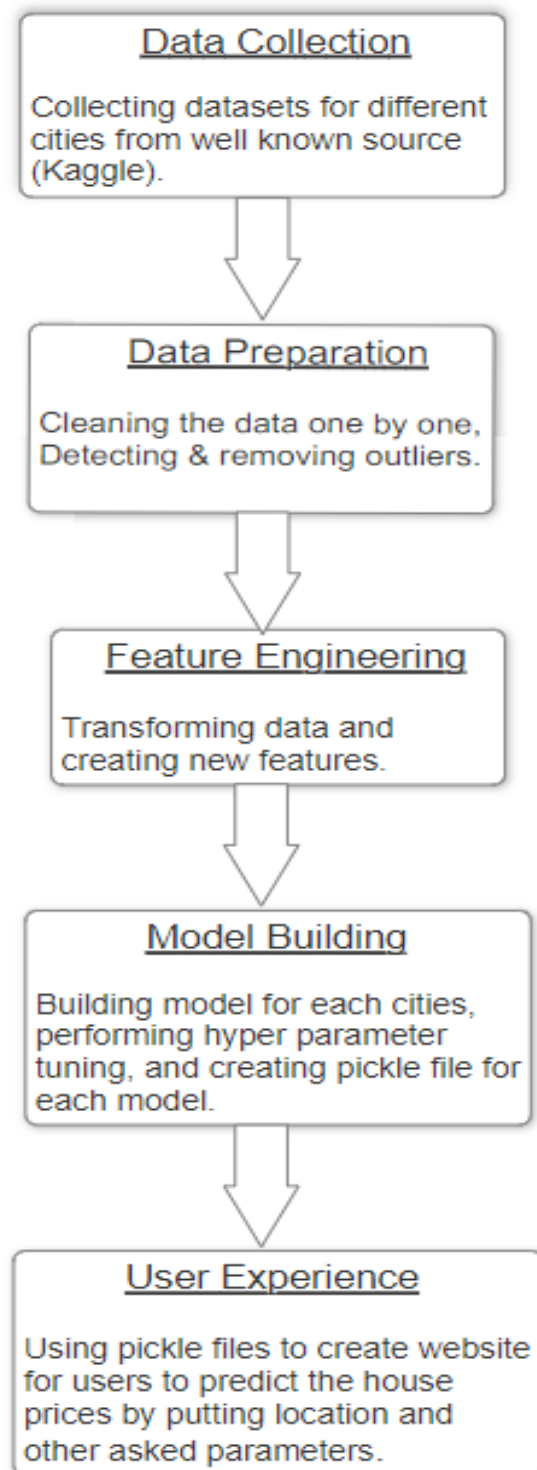 Data Collection
Collecting datasets for different
cities from well known source
(Kaggle).
Data Preparation
Cleaning the data one by one,
Detecting & removing outliers.
Feature Engineering
Transforming data and
creating new features.
Model Building
Building model for each cities,
performing hyper parameter
tuning, and creating pickle file for
each model.
User Experience
Using pickle files to create website
for users to predict the house
prices by putting location and
other asked parameters.